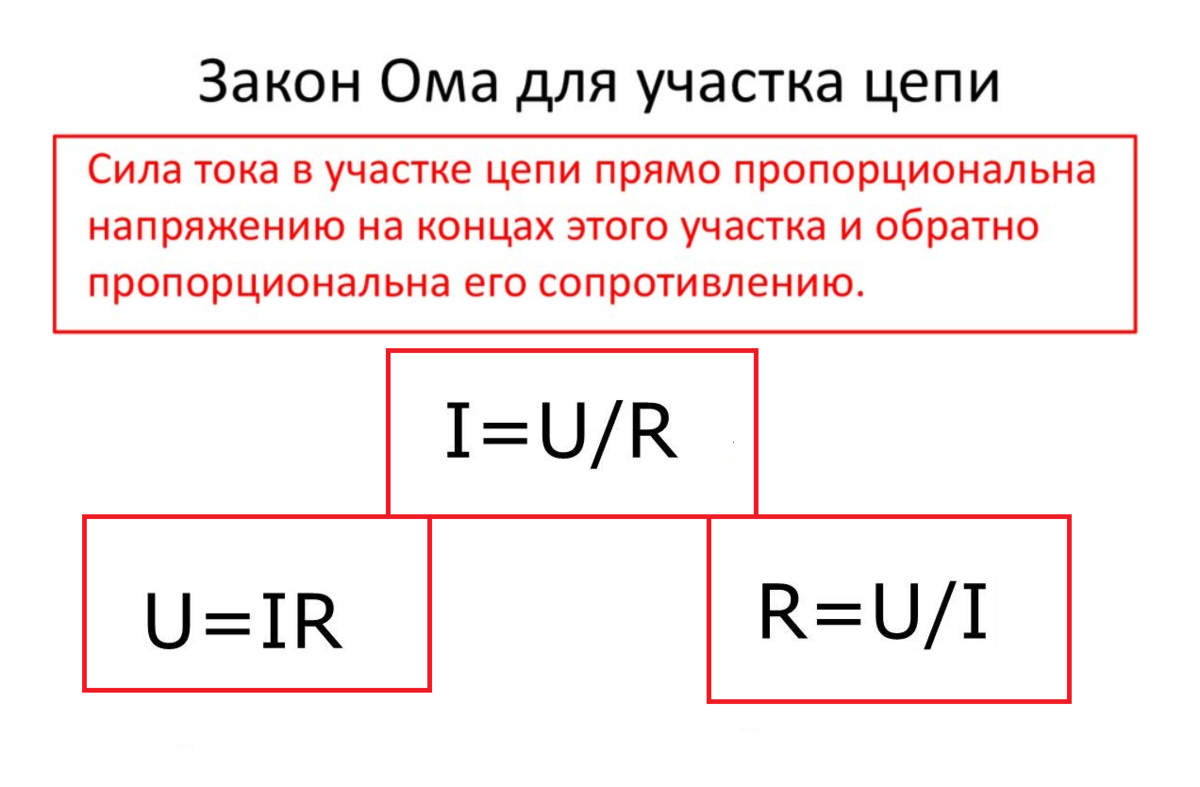 Закон Ома для участка цепи
Сила тока в участке цепи прямо пропорциональна
напряжению на концах этого участка и обратно
пропорциональна его сопротивлению.
I=U/R
U=IR
R=U/I